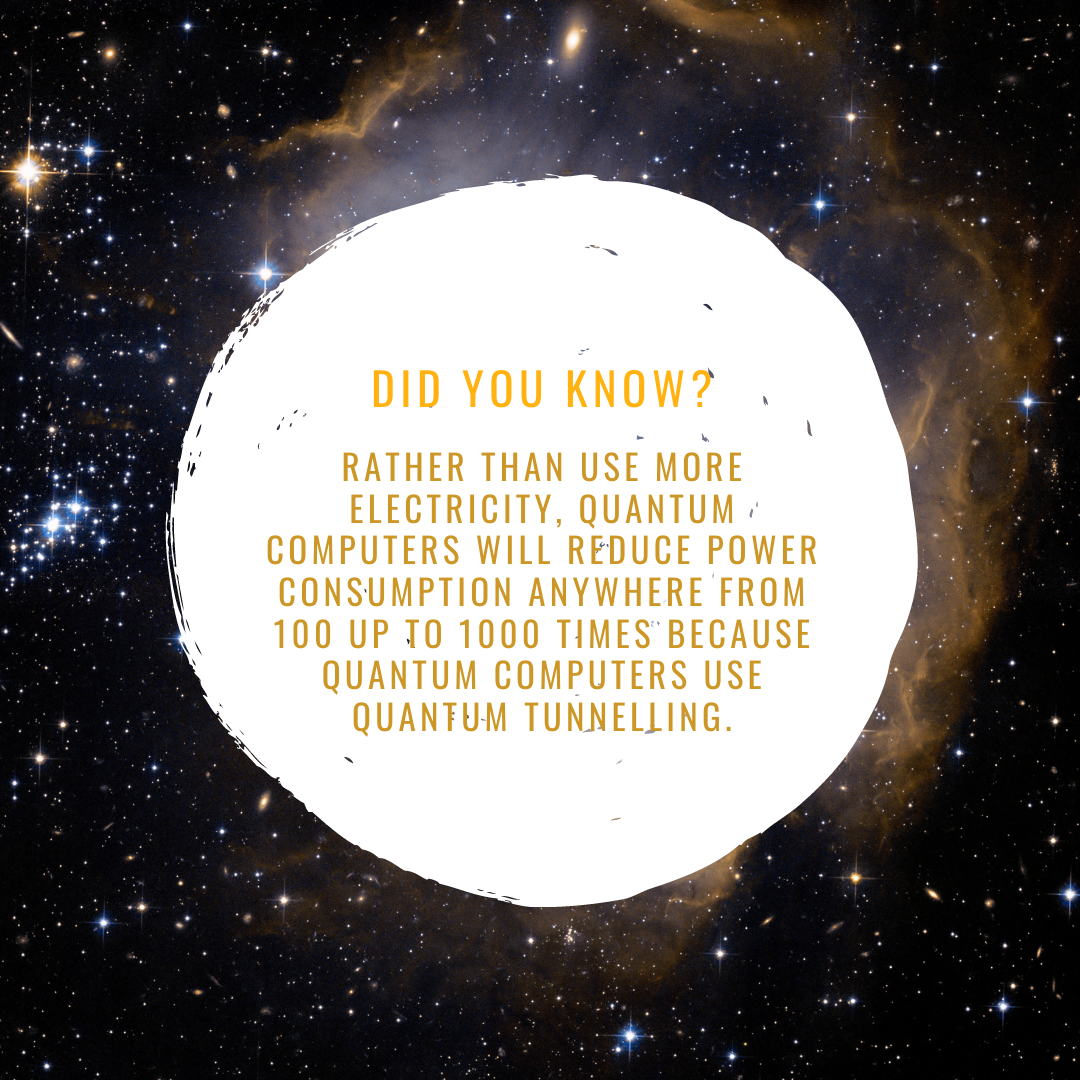 DID YOU KNOW?
RATHER THAN USE MORE
ELECTRICITY, QUANTUM
COMPUTERS WILL REDUCE POWER
CONSUMPTION ANYWHERE FROM
100 UP TO 1000 TIMES BECAUSE
QUANTUM COMPUTERS USE
QUANTUM TUNNELLING.